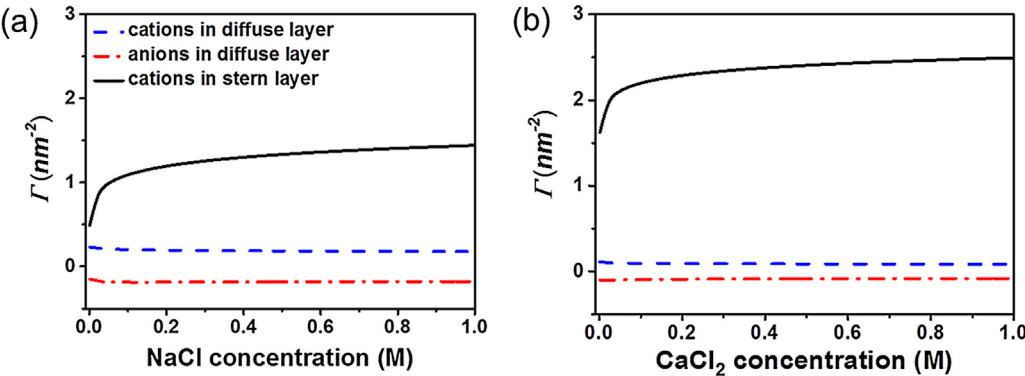 (a)
3
2
1
0
Γ(nm⁻²)
cations in diffuse layer
anions in diffuse layer
cations in stern layer
0.0 0.2 0.4 0.6 0.8 1.0
NaCl concentration (M)
(b)
3
2
1
0
Γ(nm⁻²)
0.0 0.2 0.4 0.6 0.8 1.0
CaCl₂ concentration (M)